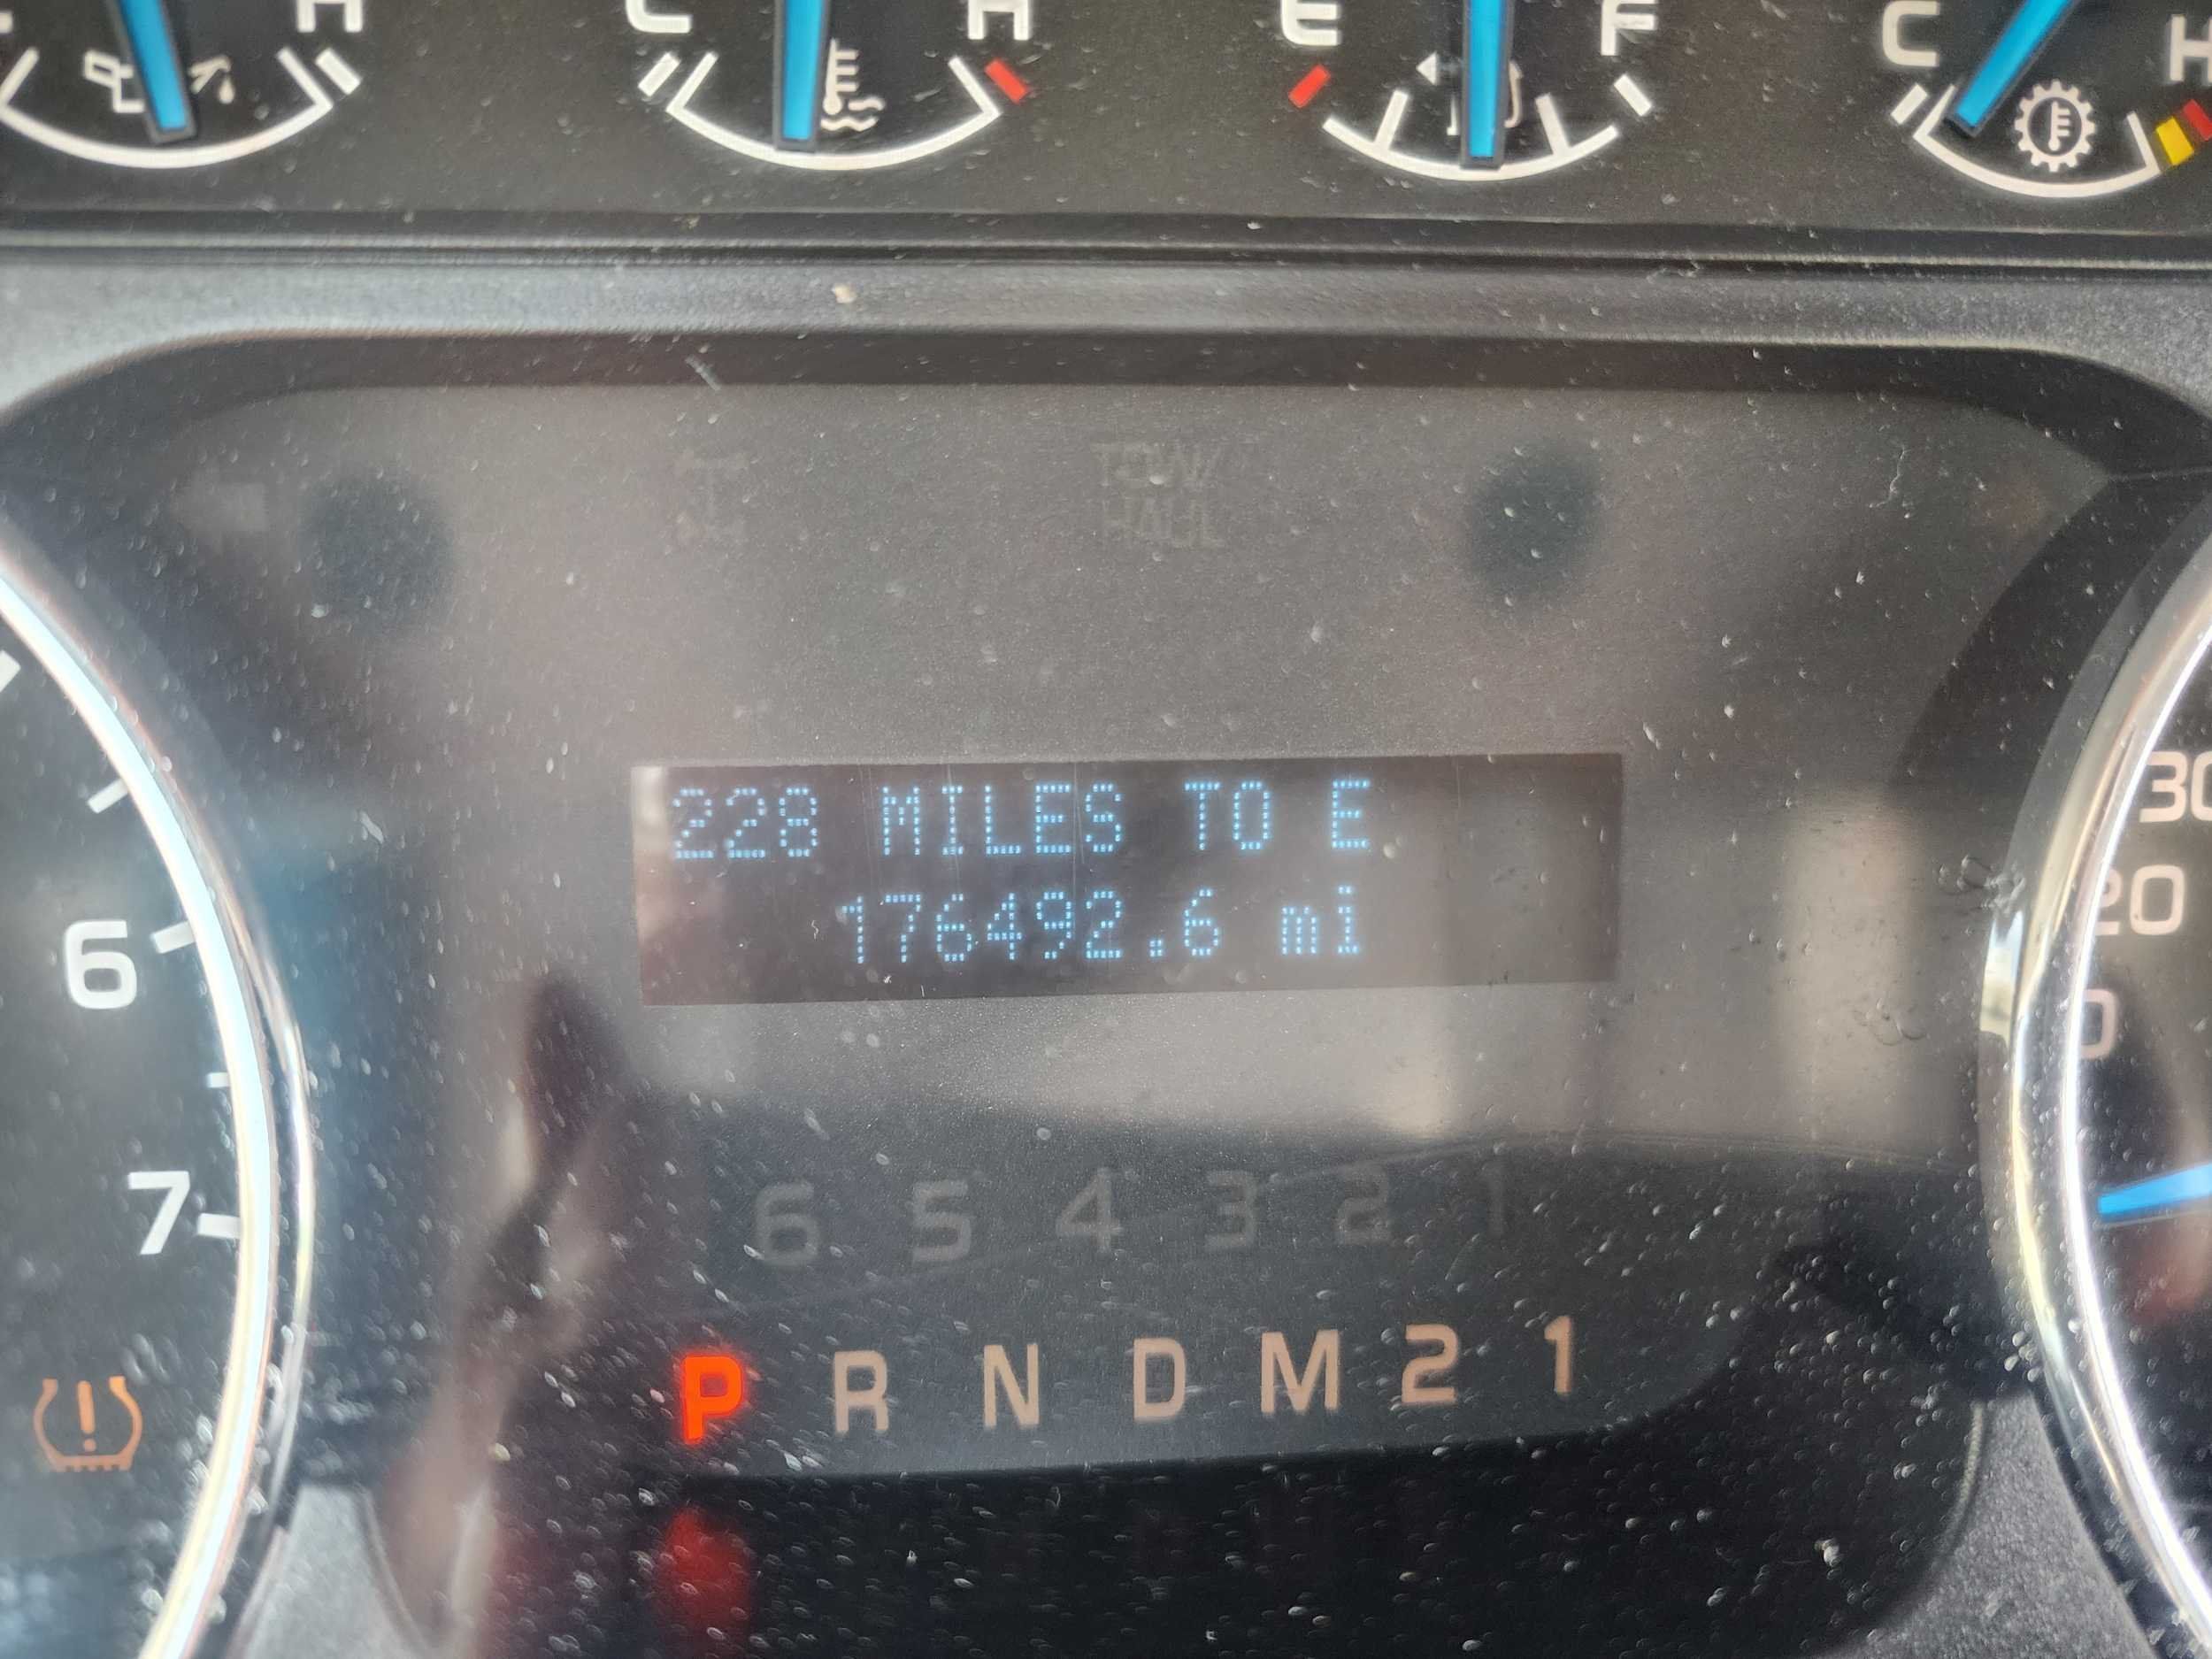 H
C H
E F
C H
TOW/
HAUL
228 MILES TO E
176492.6 mi
30
20
0
6
7
6 5 4 3 2 1
P R N D M 2 1